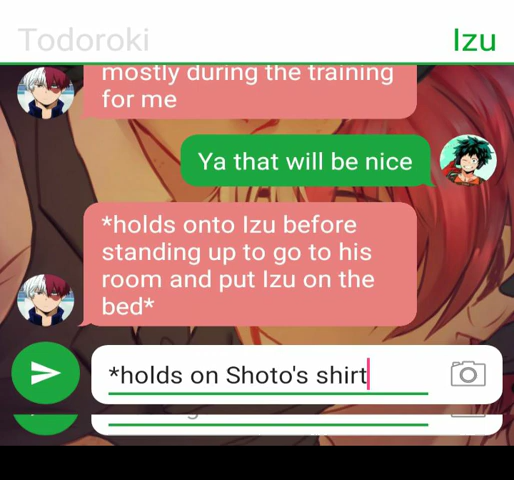 Todoroki
Izu
mostly during the training
for me
Ya that will be nice
*holds onto Izu before
standing up to go to his
room and put Izu on the
bed*
*holds on Shoto's shirt